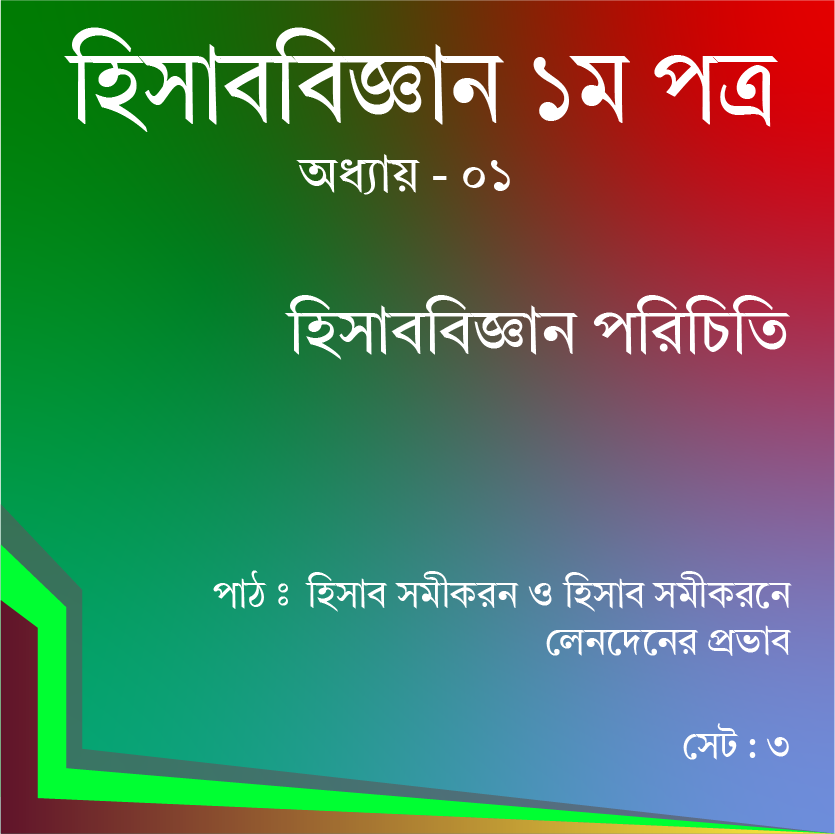 হিসাববিজ্ঞান ১ম পত্র
অধ্যায় - ০১
হিসাববিজ্ঞান পরিচিতি
পাঠ ঃ হিসাব সমীকরন ও হিসাব সমীকরনে
লেনদেনের প্রভাব
সেট : ৩